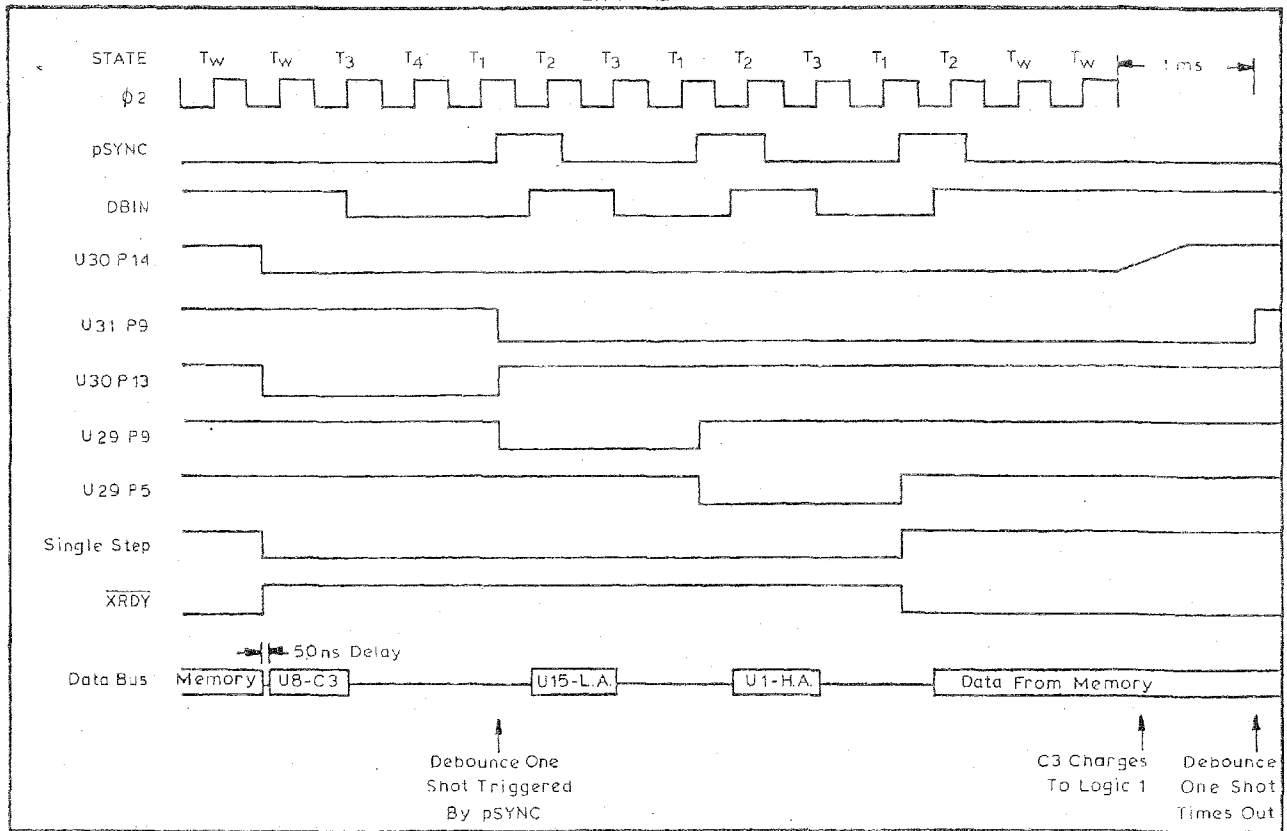 STATE TW TW T3 T4 T1 T2 T3 T1 T2 T3 T1 T2 TW TW 1ms
ϕ2
pSYNC
DBIN
U30 P14
U31 P9
U30 P13
U29 P9
U29 P5
Single Step
XRDY
50ns Delay
Data Bus Memory U8-C3 U15-L.A. U1-H.A. Data From Memory
Debounce One
Shot Triggered
By pSYNC
C3 Charges
To Logic 1
Debounce
One Shot
Times Out